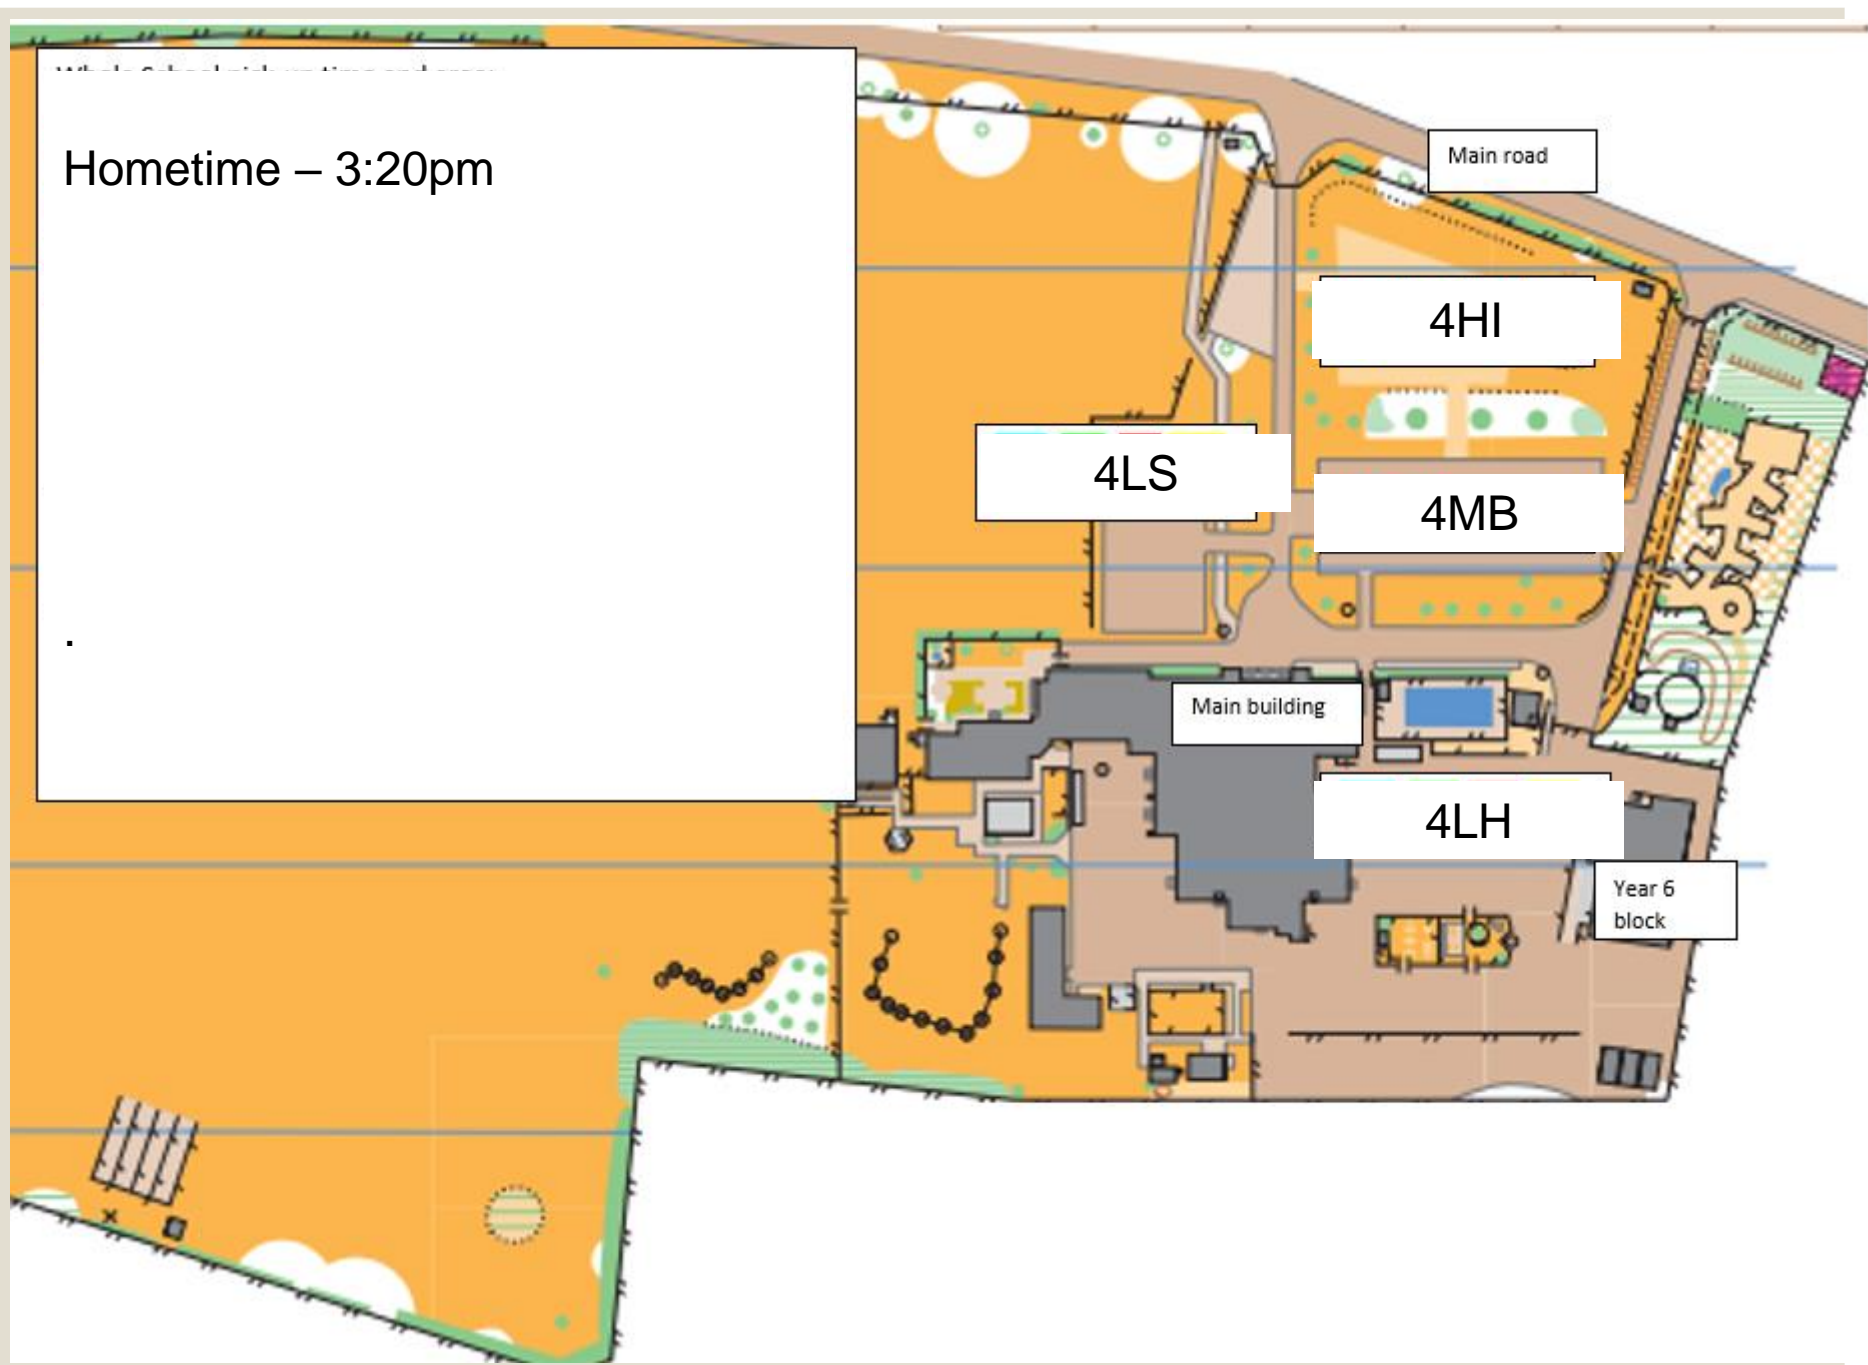 Hometime – 3:20pm
.
Main road
4HI
4LS
4MB
Main building
4LH
Year 6
block